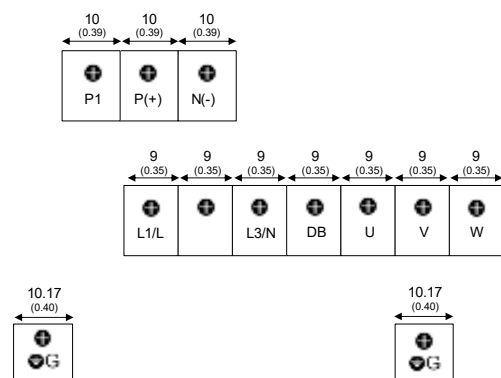 10 10 10
(0.39) (0.39) (0.39)
P1 P(+) N(-)
9 9 9 9 9 9 9
(0.35) (0.35) (0.35) (0.35) (0.35) (0.35) (0.35)
L1/L L3/N DB U V W
10.17 10.17
(0.40) (0.40)
G G